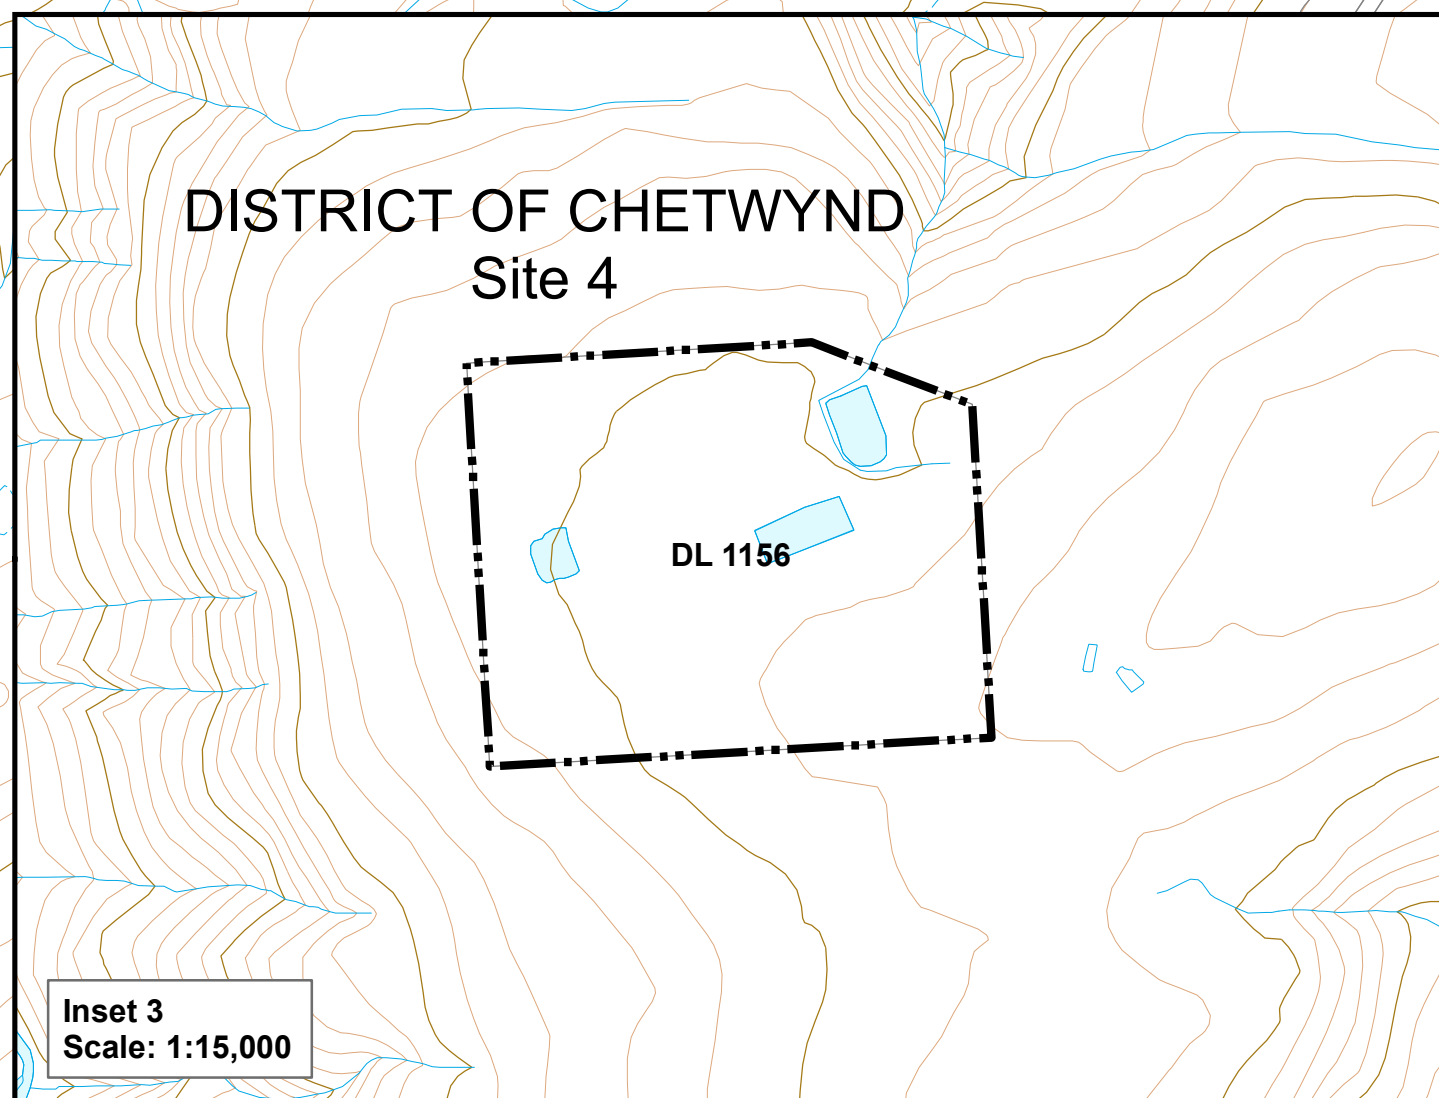 DISTRICT OF CHETWYND
Site 4
DL 1156
Inset 3
Scale: 1:15,000